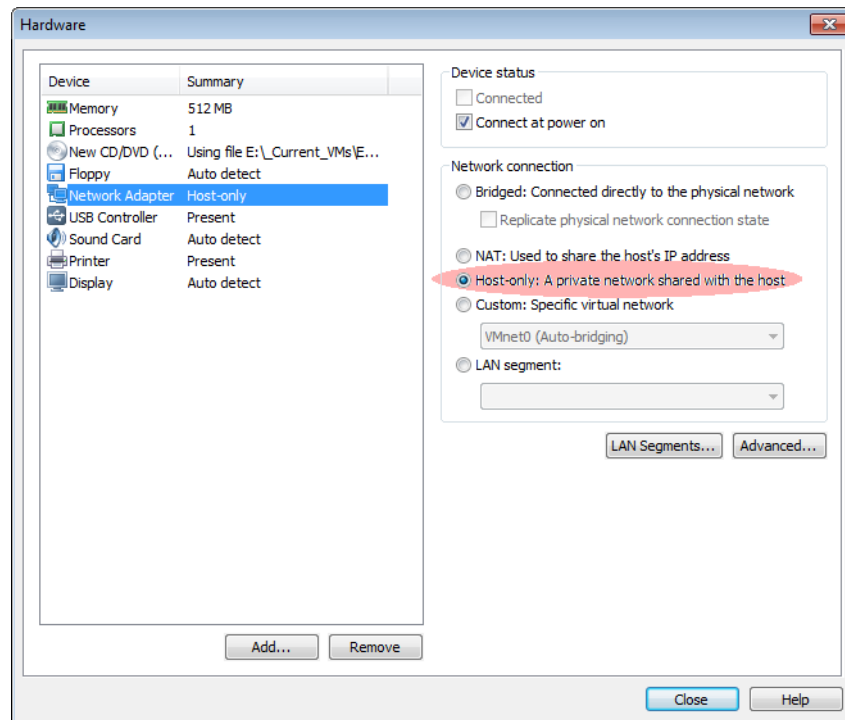 Hardware
Device Summary
Memory 512 MB
Processors 1
New CD/DVD (... Using file E:\_Current_VMs\E...
Floppy Auto detect
Network Adapter Host-only
USB Controller Present
Sound Card Auto detect
Printer Present
Display Auto detect
Add... Remove
Device status
Connected
Connect at power on
Network connection
Bridged: Connected directly to the physical network
Replicate physical network connection state
NAT: Used to share the host's IP address
Host-only: A private network shared with the host
Custom: Specific virtual network
VMnet0 (Auto-bridging)
LAN segment:
LAN Segments... Advanced...
Close Help